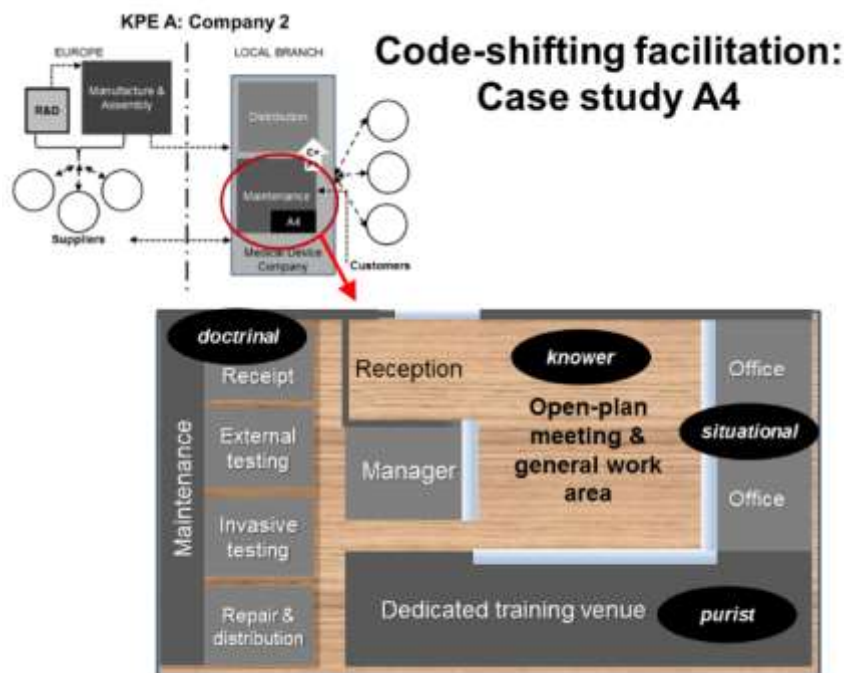 KPE A: Company 2
Code-shifting facilitation:
Case study A4
EUROPE
LOCAL BRANCH
R&D
Manufacture &
Assembly
Distribution
Maintenance
A4
Suppliers
Medical Device
Company
Customers
doctrinal
Receipt
Maintenance
External
testing
Invasive
testing
Repair &
distribution
Reception
Manager
knower
Open-plan
meeting &
general work
area
Office
situational
Office
Dedicated training venue
purist